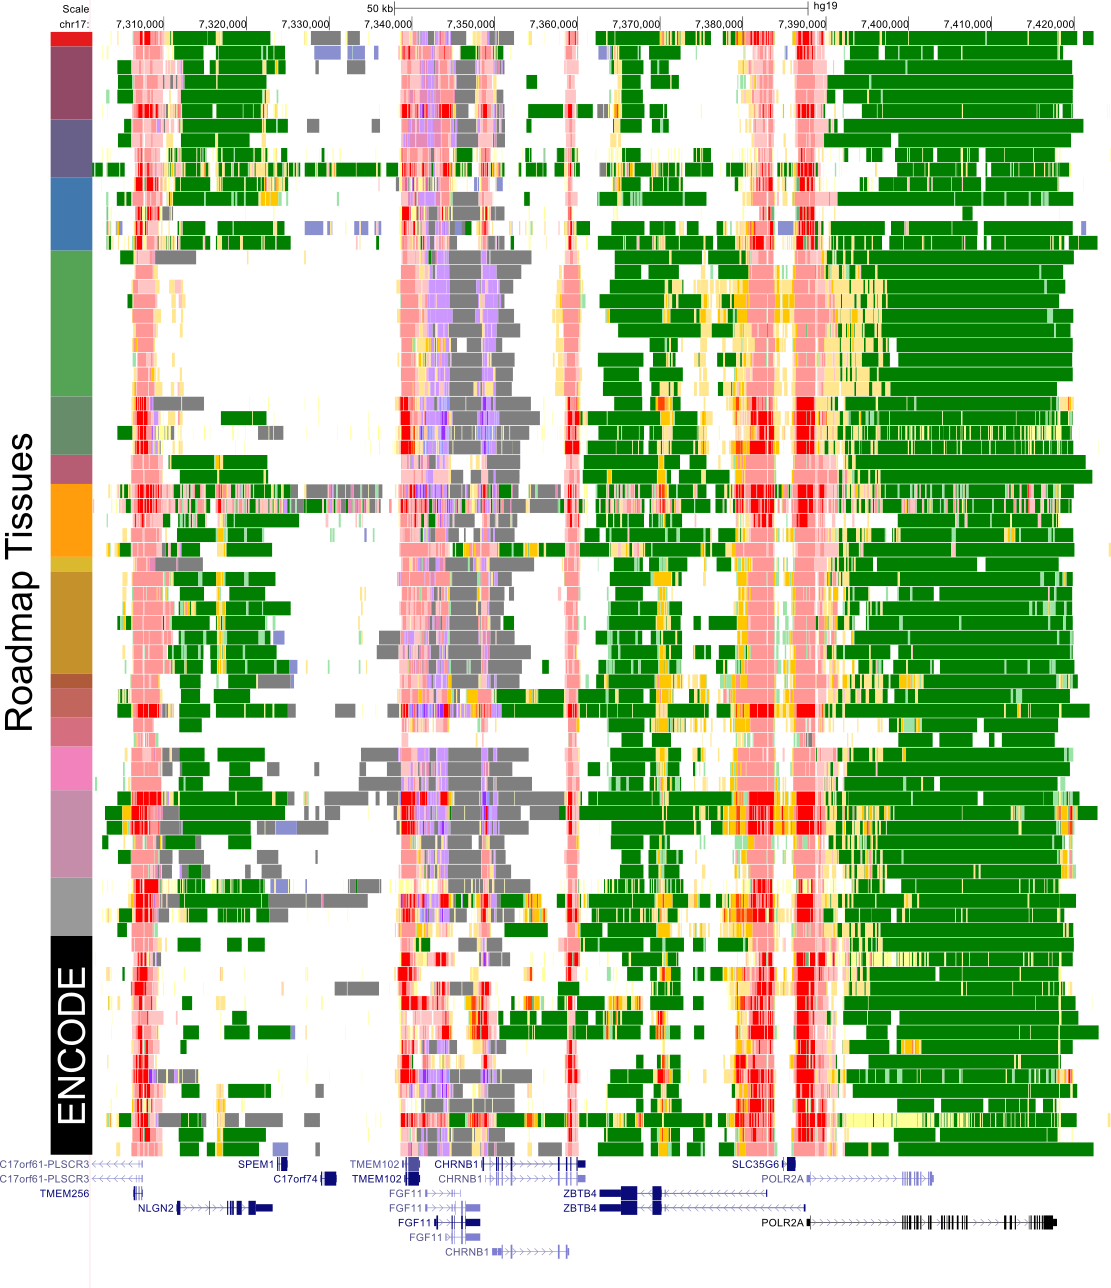 Scale 50 kb hg19
chr17: 7,310,000 7,320,000 7,330,000 7,340,000 7,350,000 7,360,000 7,370,000 7,380,000 7,390,000 7,400,000 7,410,000 7,420,000
Roadmap Tissues
ENCODE
C17orf61-PLSCR3 SPEM1 TMEM102 CHRNB1 SLC35G6
C17orf61-PLSCR3 C17orf74 TMEM102 CHRNB1 POLR2A
TMEM256 FGF11 ZBTB4
NLGN2 FGF11 ZBTB4
FGF11 POLR2A
FGF11
CHRNB1